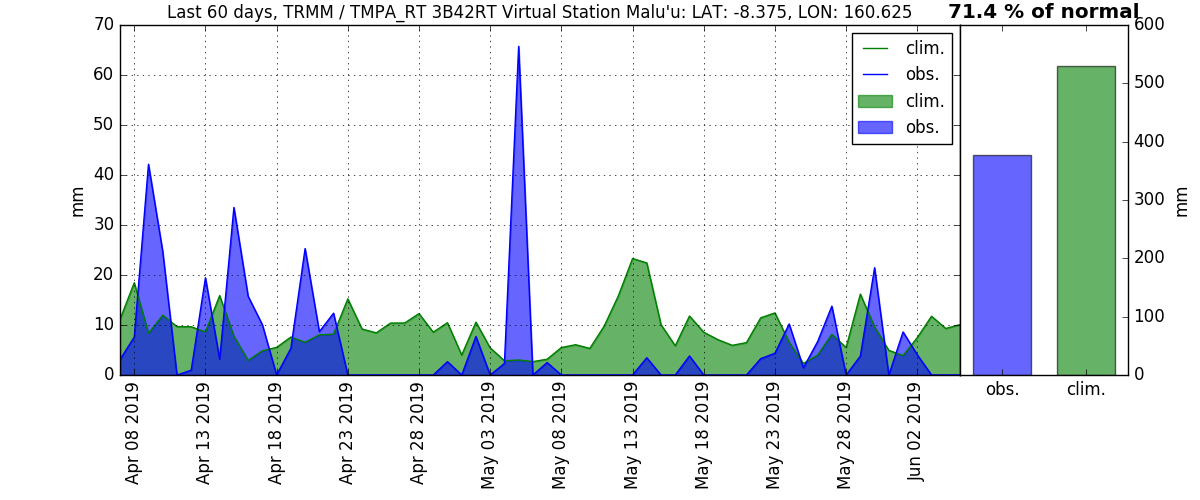 Last 60 days, TRMM / TMPA_RT 3B42RT Virtual Station Malu'u: LAT: -8.375, LON: 160.625
71.4 % of normal
70
60
50
40
30
20
10
0
mm
clim.
obs.
clim.
obs.
600
500
400
300
200
100
0
mm
obs.
clim.
Apr 08 2019
Apr 13 2019
Apr 18 2019
Apr 23 2019
Apr 28 2019
May 03 2019
May 08 2019
May 13 2019
May 18 2019
May 23 2019
May 28 2019
Jun 02 2019